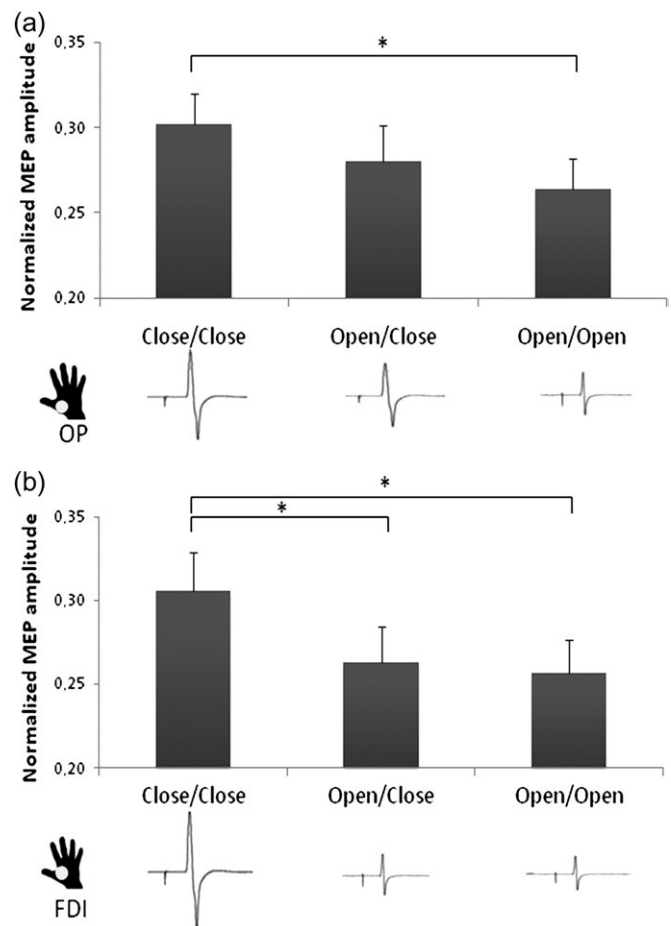 (a)
Normalized MEP amplitude
0,35
*
0,30
0,25
0,20
Close/Close Open/Close Open/Open
OP
(b)
Normalized MEP amplitude
0,35
*
*
0,30
0,25
0,20
Close/Close Open/Close Open/Open
FDI